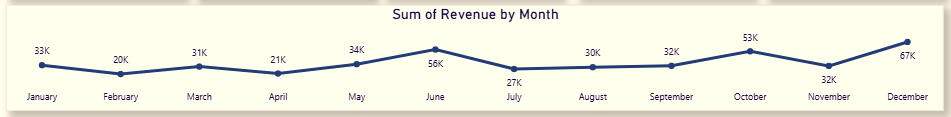 Sum of Revenue by Month
33K 20K 31K 21K 34K 56K 27K 30K 32K 53K 32K 67K
January February March April May June July August September October November December